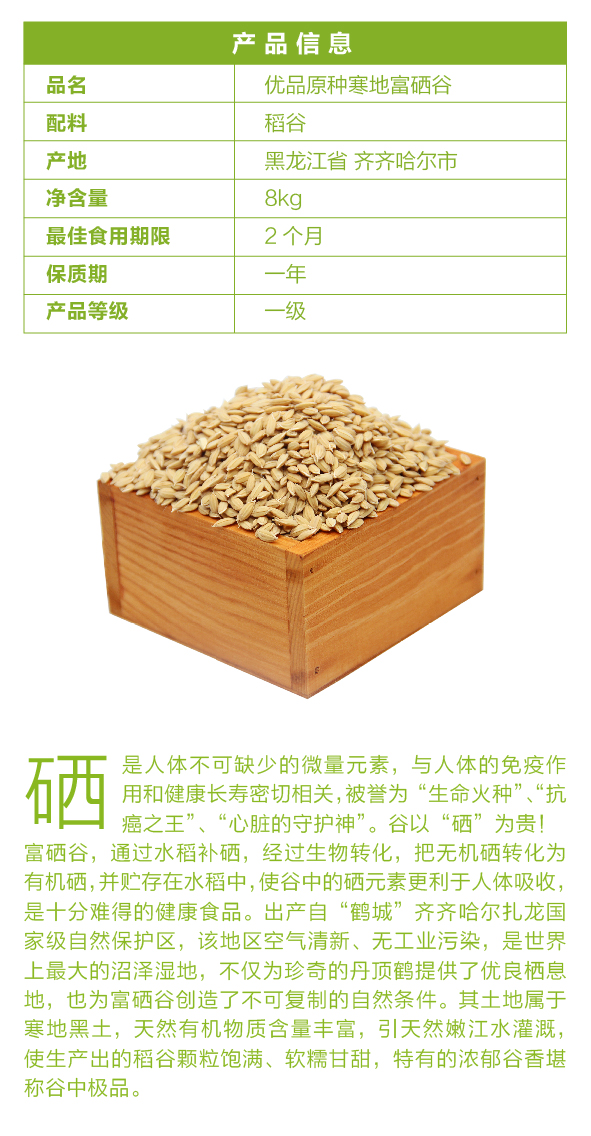 产品信息
品名 优品原种寒地富硒谷
配料 稻谷
产地 黑龙江省 齐齐哈尔市
净含量 8kg
最佳食用期限 2 个月
保质期 一年
产品等级 一级
硒是人体不可缺少的微量元素，与人体的免疫作
用和健康长寿密切相关，被誉为“生命火种”、“抗
癌之王”、“心脏的守护神”。谷以“硒”为贵！
富硒谷，通过水稻补硒，经过生物转化，把无机硒转化为
有机硒，并贮存在水稻中，使谷中的硒元素更利于人体吸收，
是十分难得的健康食品。出产自“鹤城”齐齐哈尔扎龙国
家级自然保护区，该地区空气清新、无工业污染，是世界
上最大的沼泽湿地，不仅为珍奇的丹顶鹤提供了优良栖息
地，也为富硒谷创造了不可复制的自然条件。其土地属于
寒地黑土，天然有机物质含量丰富，引天然嫩江水灌溉，
使生产出的稻谷颗粒饱满、软糯甘甜，特有的浓郁谷香堪
称谷中极品。